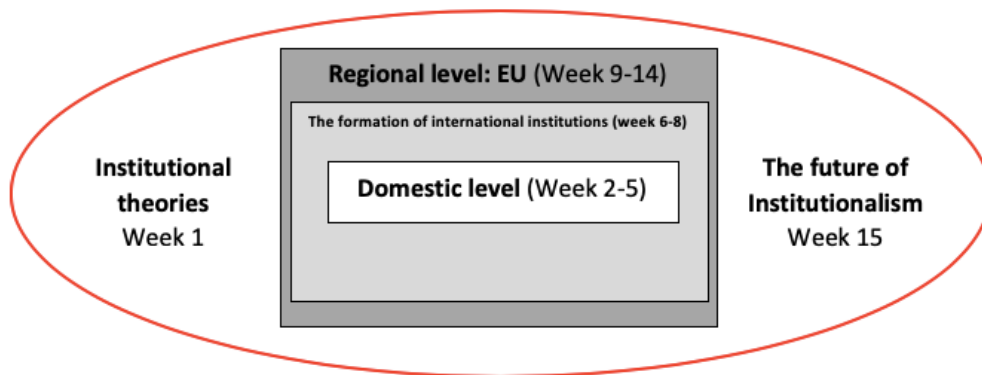 Regional level: EU (Week 9-14)
The formation of international institutions (week 6-8)
Institutional
theories
Week 1
Domestic level (Week 2-5)
The future of
Institutionalism
Week 15